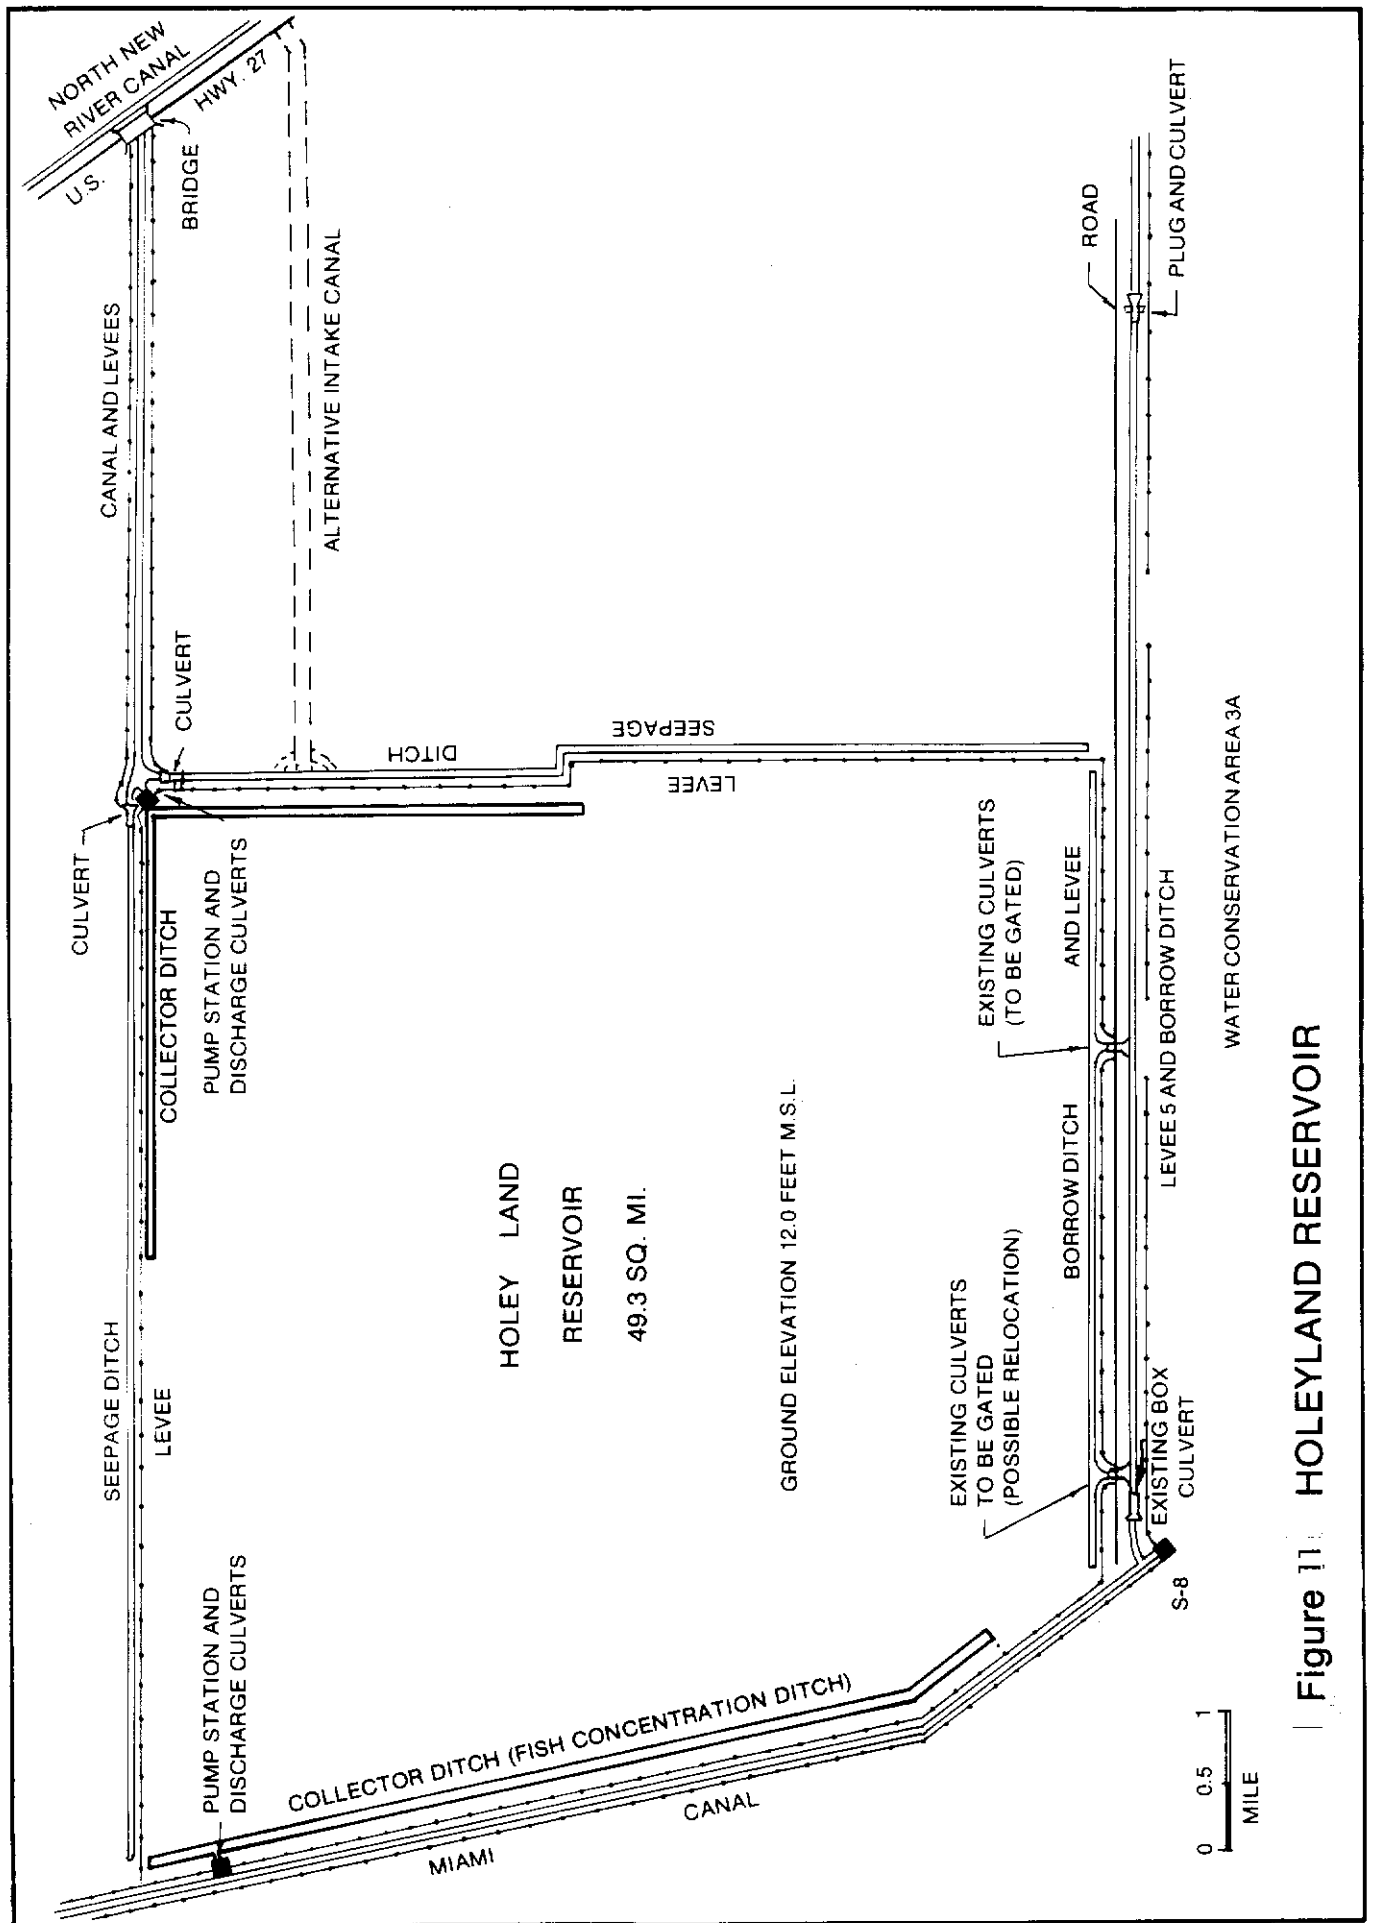 NORTH NEW
RIVER CANAL
U.S.
HWY. 27
BRIDGE
CANAL AND LEVEES
ALTERNATIVE INTAKE CANAL
CULVERT
CULVERT
DITCH
SEEPAGE
LEVEE
COLLECTOR DITCH
PUMP STATION AND
DISCHARGE CULVERTS
SEEPAGE DITCH
LEVEE
PUMP STATION AND
DISCHARGE CULVERTS
COLLECTOR DITCH (FISH CONCENTRATION DITCH)
MIAMI
CANAL
HOLEY LAND
RESERVOIR
49.3 SQ. MI.
GROUND ELEVATION 12.0 FEET M.S.L.
EXISTING CULVERTS
(TO BE GATED)
AND LEVEE
BORROW DITCH
EXISTING CULVERTS
TO BE GATED
(POSSIBLE RELOCATION)
ROAD
PLUG AND CULVERT
LEVEE 5 AND BORROW DITCH
EXISTING BOX
CULVERT
S-8
WATER CONSERVATION AREA 3A
0 0.5 1
MILE
Figure 11 HOLEYLAND RESERVOIR